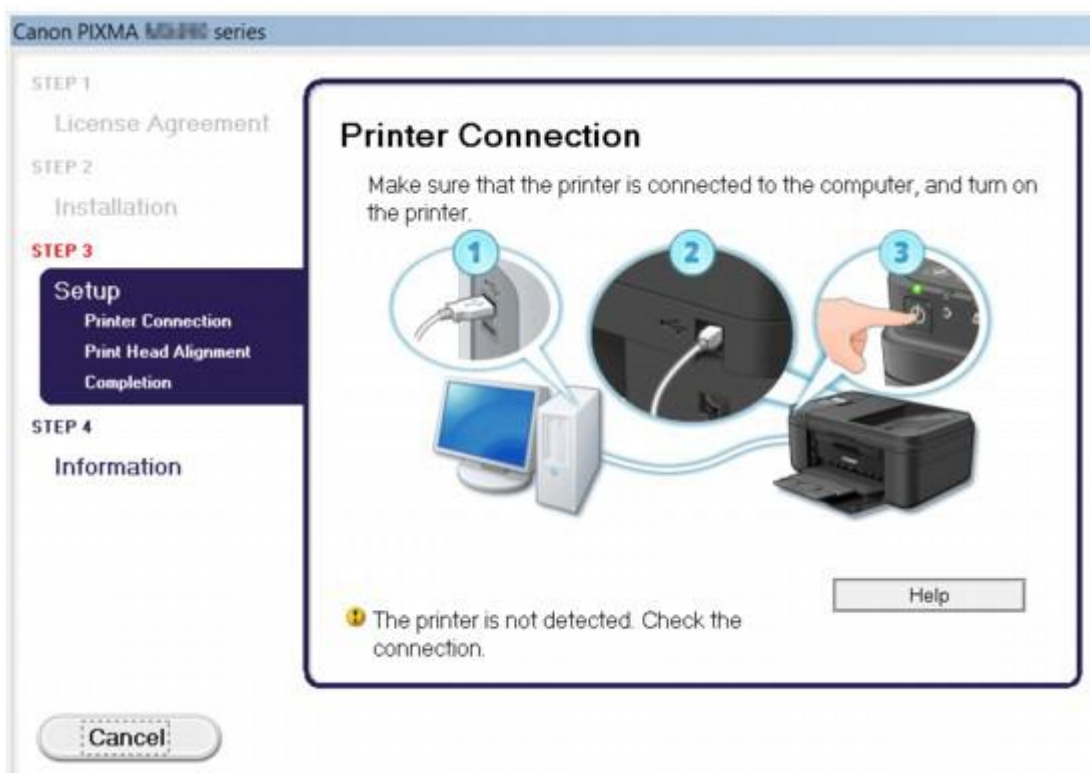 Canon PIXMA series
STEP 1
License Agreement
STEP 2
Installation
STEP 3
Setup
Printer Connection
Print Head Alignment
Completion
STEP 4
Information
Printer Connection
Make sure that the printer is connected to the computer, and turn on
the printer.
1
2
3
Help
The printer is not detected. Check the
connection.
Cancel